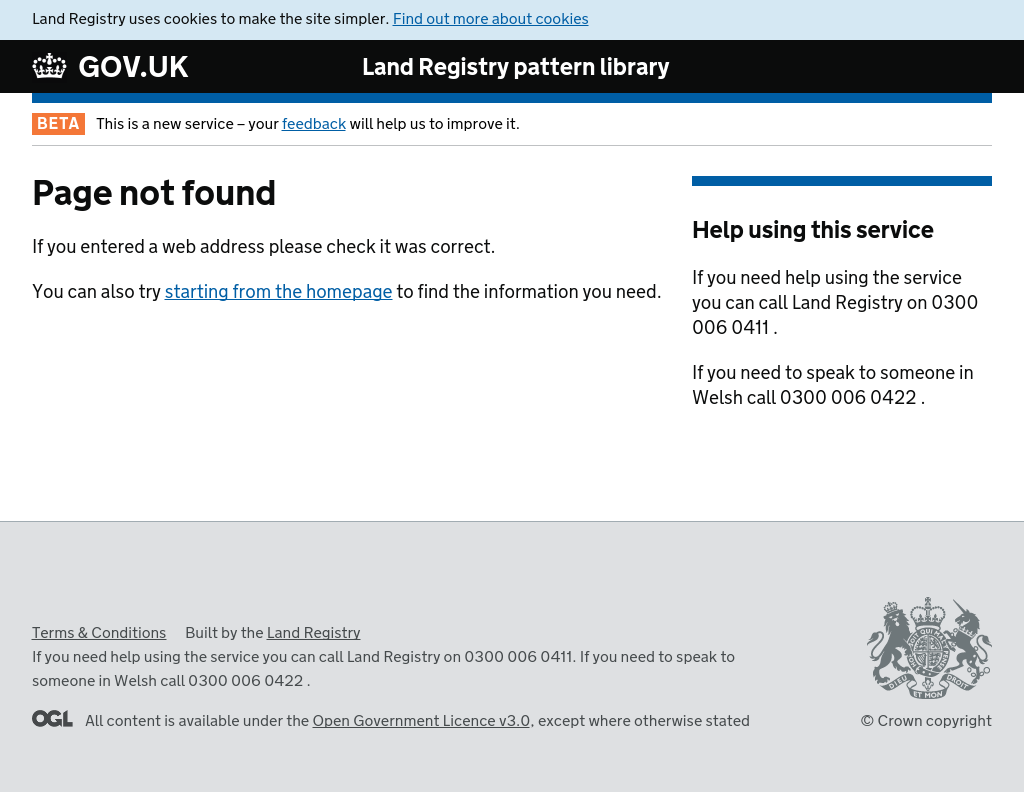 Land Registry uses cookies to make the site simpler. Find out more about cookies
GOV.UK
Land Registry pattern library
BETA This is a new service – your feedback will help us to improve it.
Page not found
If you entered a web address please check it was correct.
You can also try starting from the homepage to find the information you need.
Help using this service
If you need help using the service
you can call Land Registry on 0300
006 0411 .
If you need to speak to someone in
Welsh call 0300 006 0422 .
Terms & Conditions Built by the Land Registry
If you need help using the service you can call Land Registry on 0300 006 0411. If you need to speak to
someone in Welsh call 0300 006 0422 .
OGL All content is available under the Open Government Licence v3.0, except where otherwise stated
DIEU ET MON DROIT
© Crown copyright